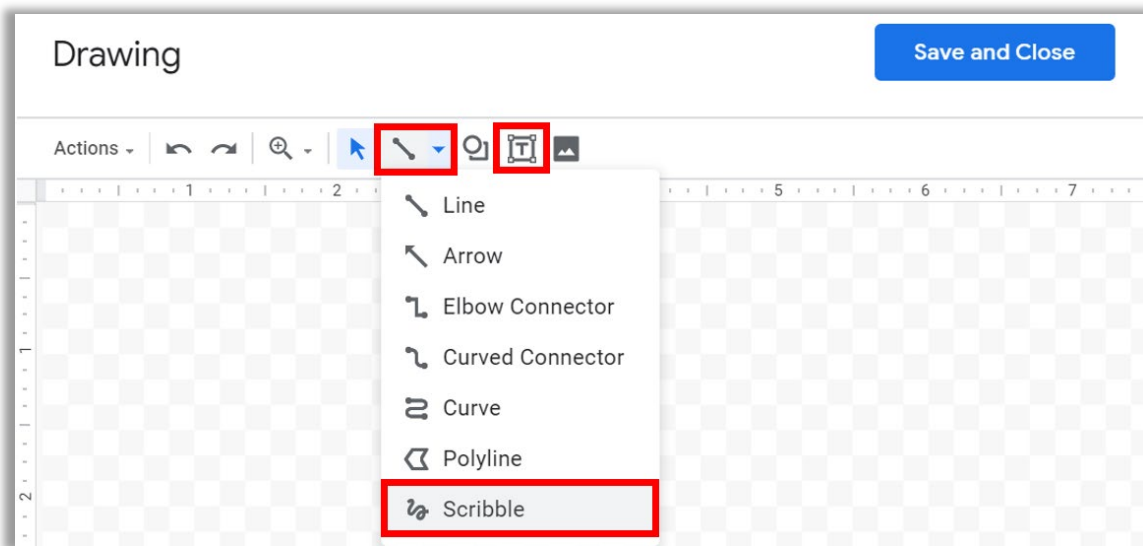 Drawing
Save and Close
Actions
1 2 5 6 7
Line
Arrow
Elbow Connector
Curved Connector
Curve
Polyline
Scribble
1
2